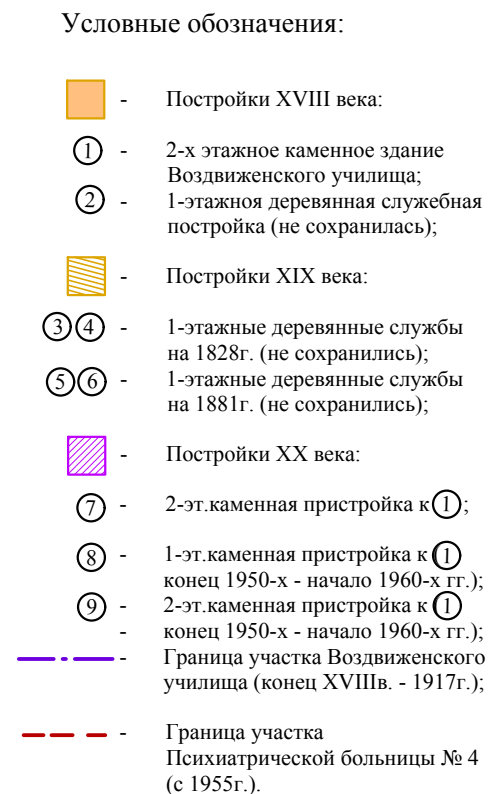 Условные обозначения:
- Постройки XVIII века:
1 - 2-х этажное каменное здание
Воздвиженского училища;
2 - 1-этажноя деревянная служебная
постройка (не сохранилась);
- Постройки XIX века:
3 4 - 1-этажные деревянные службы
на 1828г. (не сохранились);
5 6 - 1-этажные деревянные службы
на 1881г. (не сохранились);
- Постройки XX века:
7 - 2-эт.каменная пристройка к 1;
8 - 1-эт.каменная пристройка к 1
конец 1950-х - начало 1960-х гг.);
9 - 2-эт.каменная пристройка к 1
- конец 1950-х - начало 1960-х гг.);
- Граница участка Воздвиженского
училища (конец XVIIIв. - 1917г.);
- Граница участка
Психиатрической больницы № 4
(с 1955г.).